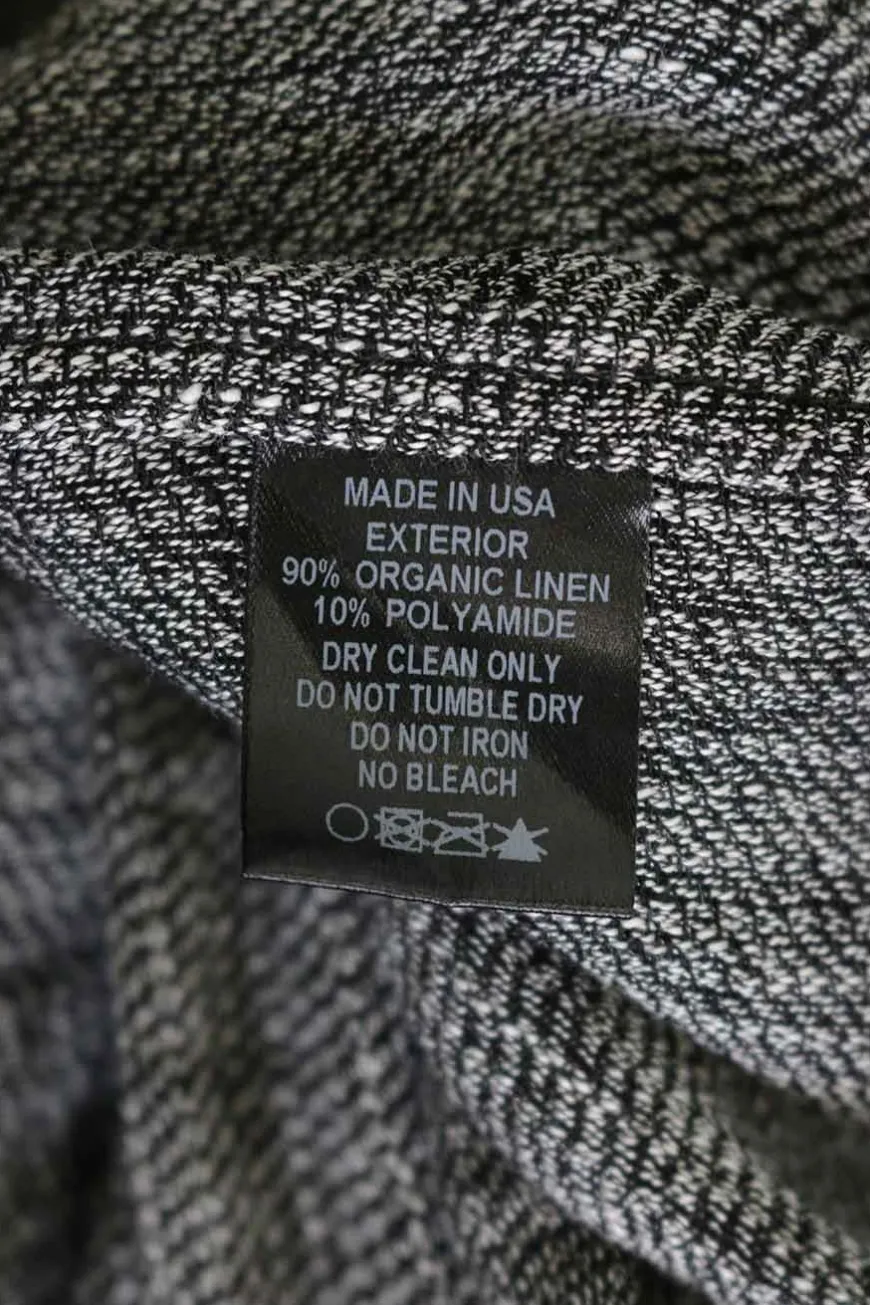 MADE IN USA
EXTERIOR
90% ORGANIC LINEN
10% POLYAMIDE
DRY CLEAN ONLY
DO NOT TUMBLE DRY
DO NOT IRON
NO BLEACH